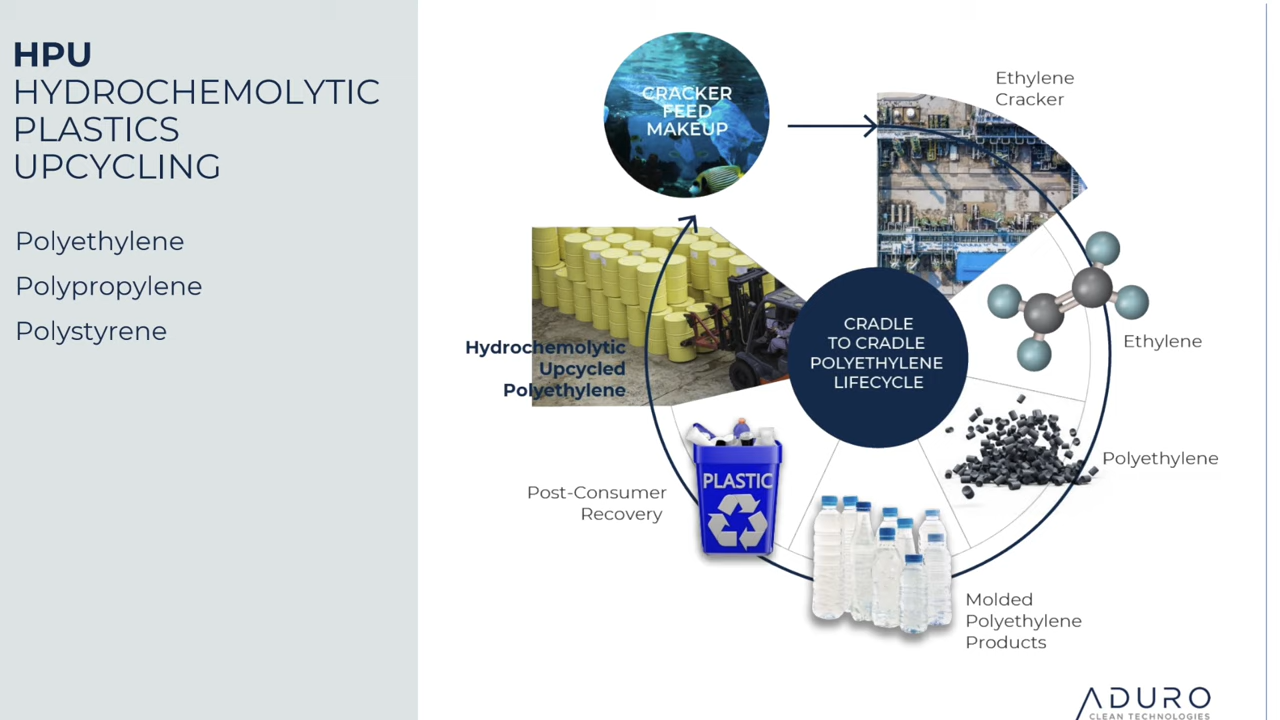 HPU
HYDROCHEMOLYTIC
PLASTICS
UPCYCLING
Polyethylene
Polypropylene
Polystyrene
CRACKER
FEED
MAKEUP
Ethylene
Cracker
CRADLE
TO CRADLE
POLYETHYLENE
LIFECYCLE
Ethylene
Hydrochemolytic
Upcycled
Polyethylene
Polyethylene
PLASTIC
Post-Consumer
Recovery
Molded
Polyethylene
Products
ADURO
CLEAN TECHNOLOGIES